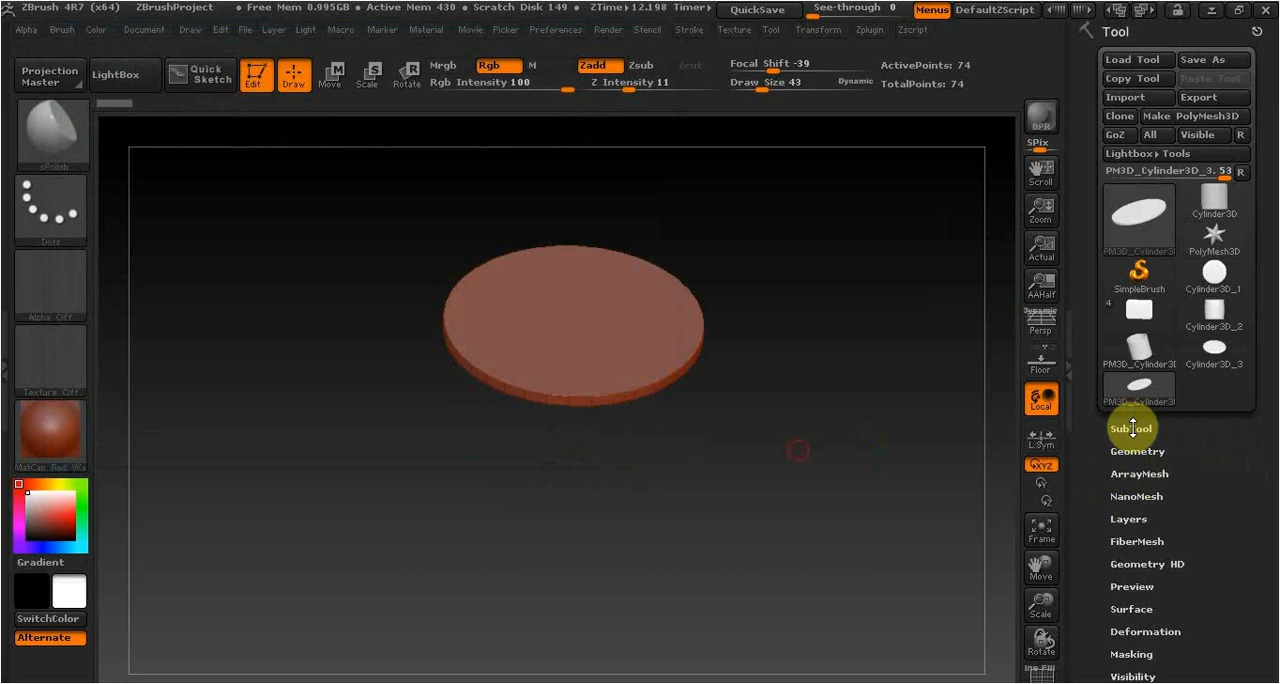 ZBrush 4R7 (x64) ZBrushProject • Free Mem 0.995GB • Active Mem 430 • Scratch Disk 149 • ZTime▸12.198 Timer▸ QuickSave See-through 0 Menus DefaultZScript
Alpha Brush Color Document Draw Edit File Layer Light Macro Marker Material Movie Picker Preferences Render Stencil Stroke Texture Tool Transform Zplugin Zscript
Tool
Projection Master
LightBox
Quick Sketch
Edit
Draw
Move
Scale
Rotate
Mrgb Rgb M
Rgb Intensity 100
Zadd Zsub
Z Intensity 11
Focal Shift -39
Draw Size 43 Dynamic
ActivePoints: 74
TotalPoints: 74
Dots
Alpha Off
Texture Off
MatCap Red Wa
Gradient
SwitchColor
Alternate
BPR
SPix
Scroll
Zoom
Actual
AAHalf
Dynamic
Persp
Floor
Local
L.Sym
XYZ
Frame
Move
Scale
Rotate
Load Tool Save As
Copy Tool Paste Tool
Import Export
Clone Make PolyMesh3D
GoZ All Visible R
Lightbox▸Tools
PM3D_Cylinder3D_3. 53 R
Cylinder3D
PM3D_Cylinder3D PolyMesh3D
SimpleBrush Cylinder3D_1
4
Cylinder3D_2
PM3D_Cylinder3D Cylinder3D_3
PM3D_Cylinder3D
SubTool
Geometry
ArrayMesh
NanoMesh
Layers
FiberMesh
Geometry HD
Preview
Surface
Deformation
Masking
Visibility